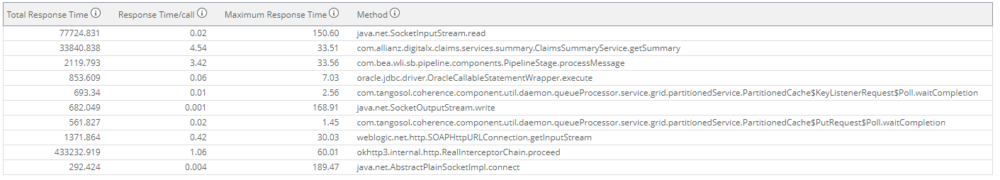 Total Response Time Response Time/call Maximum Response Time Method
77724.831 0.02 150.60 java.net.SocketInputStream.read
33840.838 4.54 33.51 com.allianz.digitalx.claims.services.summary.ClaimsSummaryService.getSummary
2119.793 3.42 33.56 com.bea.wli.sb.pipeline.components.PipelineStage.processMessage
853.609 0.06 7.03 oracle.jdbc.driver.OracleCallableStatementWrapper.execute
693.34 0.01 2.56 com.tangosol.coherence.component.util.daemon.queueProcessor.service.grid.partitionedService.PartitionedCache$KeyListenerRequest$Poll.waitCompletion
682.049 0.001 168.91 java.net.SocketOutputStream.write
561.827 0.02 1.45 com.tangosol.coherence.component.util.daemon.queueProcessor.service.grid.partitionedService.PartitionedCache$PutRequest$Poll.waitCompletion
1371.864 0.42 30.03 weblogic.net.http.SOAPHttpURLConnection.getInputStream
433232.919 1.06 60.01 okhttp3.internal.http.RealInterceptorChain.proceed
292.424 0.004 189.47 java.net.AbstractPlainSocketImpl.connect